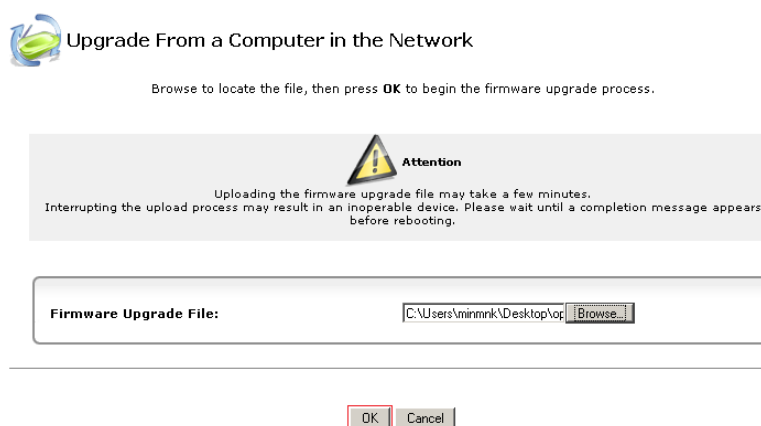 Upgrade From a Computer in the Network
Browse to locate the file, then press OK to begin the firmware upgrade process.
Attention
Uploading the firmware upgrade file may take a few minutes.
Interrupting the upload process may result in an inoperable device. Please wait until a completion message appears
before rebooting.
Firmware Upgrade File:
C:\Users\minmnk\Desktop\op
Browse...
OK
Cancel